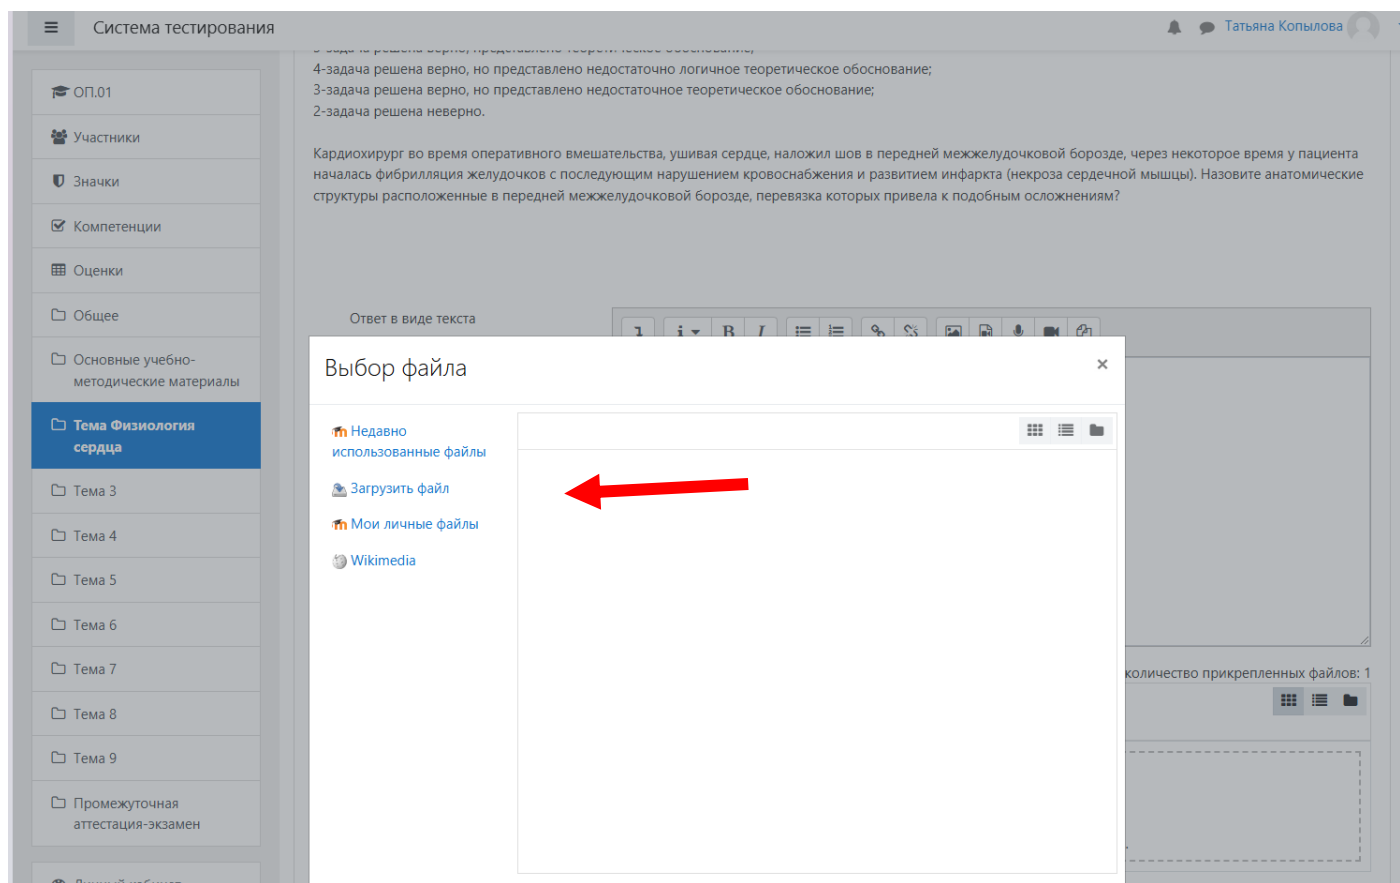 Система тестирования
Татьяна Копылова
ОП.01
Участники
Значки
Компетенции
Оценки
Общее
Основные учебно-
методические материалы
Тема Физиология
сердца
Тема 3
Тема 4
Тема 5
Тема 6
Тема 7
Тема 8
Тема 9
Промежуточная
аттестация-экзамен
4-задача решена верно, но представлено недостаточно логичное теоретическое обоснование;
3-задача решена верно, но представлено недостаточное теоретическое обоснование;
2-задача решена неверно.
Кардиохирург во время оперативного вмешательства, ушивая сердце, наложил шов в передней межжелудочковой борозде, через некоторое время у пациента
началась фибрилляция желудочков с последующим нарушением кровоснабжения и развитием инфаркта (некроза сердечной мышцы). Назовите анатомические
структуры расположенные в передней межжелудочковой борозде, перевязка которых привела к подобным осложнениям?
Ответ в виде текста
Выбор файла
Недавно
использованные файлы
Загрузить файл
Мои личные файлы
Wikimedia
количество прикрепленных файлов: 1